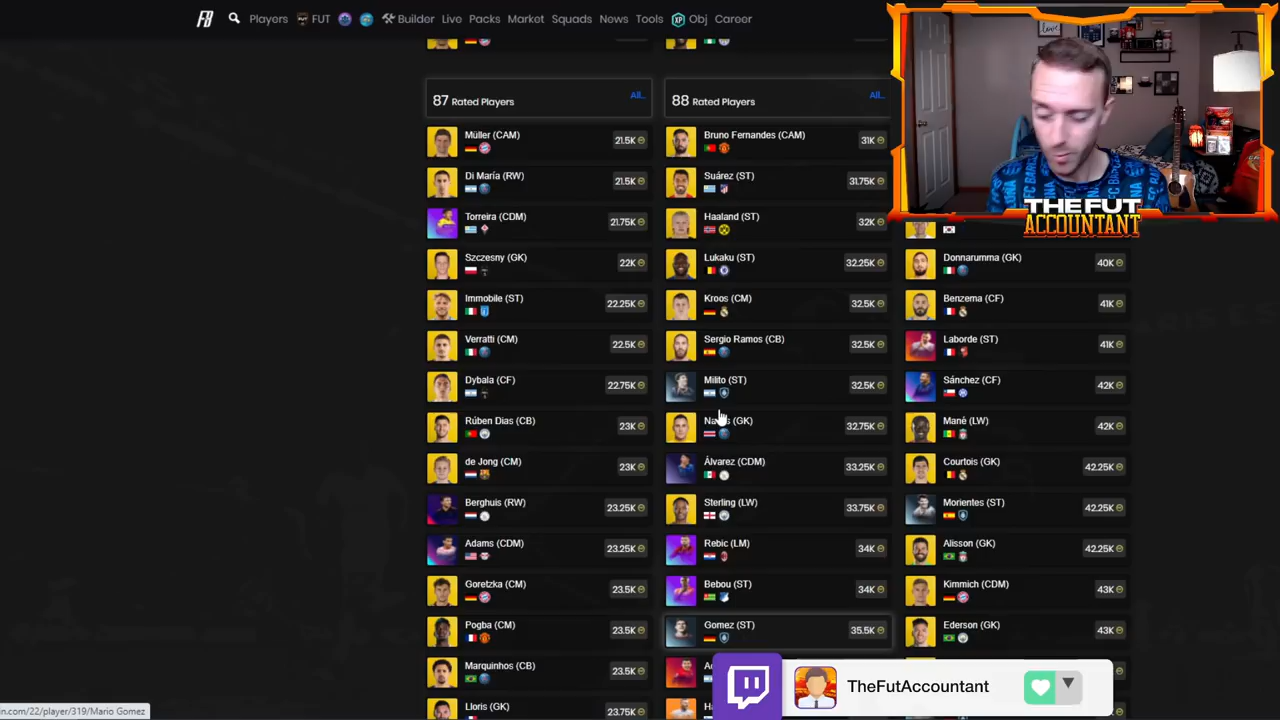 F8 Players FUT Builder Live Packs Market Squads News Tools XP Obj Career
87 Rated Players All..
Müller (CAM) 21.5K
Di María (RW) 21.5K
Torreira (CDM) 21.75K
Szczesny (GK) 22K
Immobile (ST) 22.25K
Verratti (CM) 22.5K
Dybala (CF) 22.75K
Rúben Dias (CB) 23K
de Jong (CM) 23K
Berghuis (RW) 23.25K
Adams (CDM) 23.25K
Goretzka (CM) 23.5K
Pogba (CM) 23.5K
Marquinhos (CB) 23.5K
Lloris (GK) 23.75K
88 Rated Players All..
Bruno Fernandes (CAM) 31K
Suárez (ST) 31.75K
Haaland (ST) 32K
Lukaku (ST) 32.25K
Kroos (CM) 32.5K
Sergio Ramos (CB) 32.5K
Milito (ST) 32.5K
(GK) 32.75K
Álvarez (CDM) 33.25K
Sterling (LW) 33.75K
Rebic (LM) 34K
Bebou (ST) 34K
Gomez (ST) 35.5K
Donnarumma (GK) 40K
Benzema (CF) 41K
Laborde (ST) 41K
Sánchez (CF) 42K
Mané (LW) 42K
Courtois (GK) 42.25K
Morientes (ST) 42.25K
Alisson (GK) 42.25K
Kimmich (CDM) 43K
Ederson (GK) 43K
THE FUT
ACCOUNTANT
TheFutAccountant
in.com/22/player/319/Mario Gomez